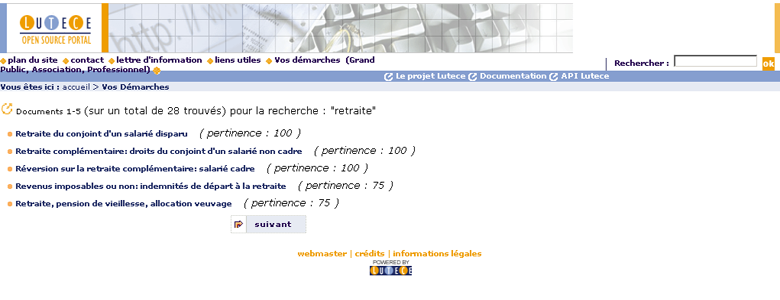 LUTECE
OPEN SOURCE PORTAL
plan du site contact lettre d'information liens utiles Vos démarches (Grand
Public, Association, Professionnel)
Rechercher : ok
Le projet Lutece Documentation API Lutece
Vous êtes ici : accueil > Vos Démarches
Documents 1-5 (sur un total de 28 trouvés) pour la recherche : "retraite"
Retraite du conjoint d'un salarié disparu ( pertinence : 100 )
Retraite complémentaire: droits du conjoint d'un salarié non cadre ( pertinence : 100 )
Réversion sur la retraite complémentaire: salarié cadre ( pertinence : 100 )
Revenus imposables ou non: indemnités de départ à la retraite ( pertinence : 75 )
Retraite, pension de vieillesse, allocation veuvage ( pertinence : 75 )
suivant
webmaster | crédits | informations légales
POWERED BY
LUTECE